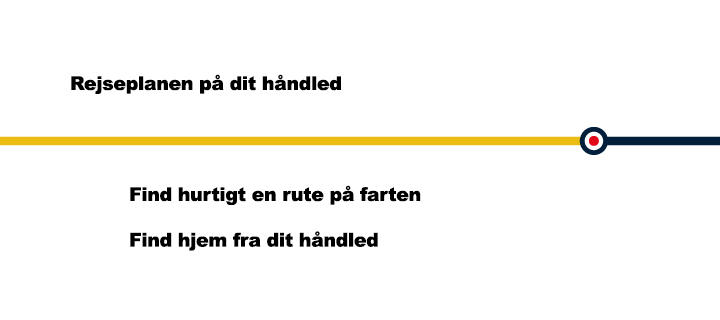 Rejseplanen på dit håndled
Find hurtigt en rute på farten
Find hjem fra dit håndled